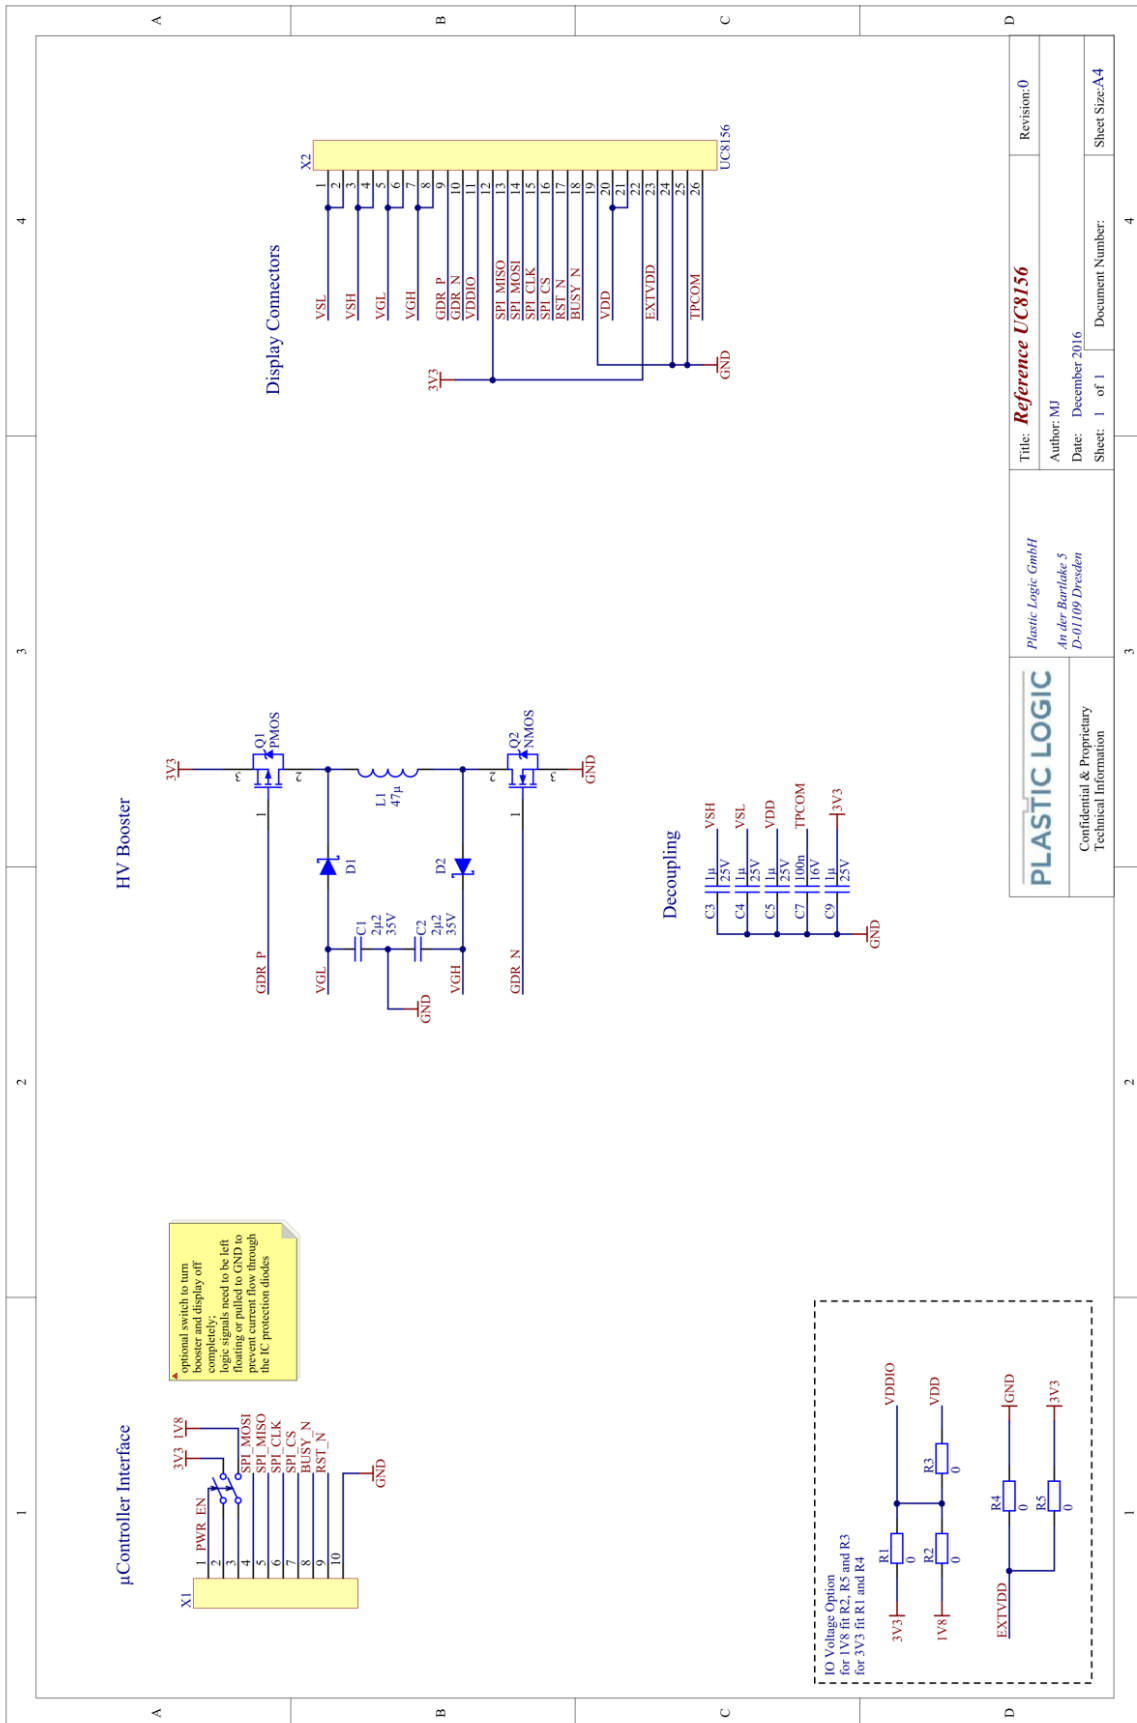 1
2
3
4
A
B
C
D
µController Interface
X1
1
2
3
4
5
6
7
8
9
10
PWR_EN
3V3
1V8
SPI_MOSI
SPI_MISO
SPI_CLK
SPI_CS
BUSY_N
RST_N
GND
optional switch to turn
booster and display off
completely;
logic signals need to be left
floating or pulled to GND to
prevent current flow through
the IC protection diodes
HV Booster
3V3
GDR_P
1
3
2
Q1
PMOS
VGL
D1
C1
2µ2
35V
L1
47µ
GND
C2
2µ2
35V
VGH
D2
GDR_N
1
2
3
Q2
NMOS
GND
Display Connectors
X2
VSL
VSH
VGL
VGH
GDR_P
GDR_N
VDDIO
3V3
SPI_MISO
SPI_MOSI
SPI_CLK
SPI_CS
RST_N
BUSY_N
VDD
EXTVDD
TPCOM
GND
1
2
3
4
5
6
7
8
9
10
11
12
13
14
15
16
17
18
19
20
21
22
23
24
25
26
UC8156
Decoupling
C3 1µ 25V VSH
C4 1µ 25V VSL
C5 1µ 25V VDD
C7 100n 16V TPCOM
C9 1µ 25V 3V3
GND
IO Voltage Option
for 1V8 fit R2, R5 and R3
for 3V3 fit R1 and R4
3V3
R1
0
VDDIO
1V8
R2
0
R3
0
VDD
EXTVDD
R4
0
GND
R5
0
3V3
PLASTIC LOGIC
Confidential & Proprietary
Technical Information
Plastic Logic GmbH
An der Bartlake 5
D-01109 Dresden
Title: Reference UC8156
Revision:0
Author: MJ
Date: December 2016
Sheet: 1 of 1
Document Number:
Sheet Size:A4
A
B
C
D
1
2
3
4